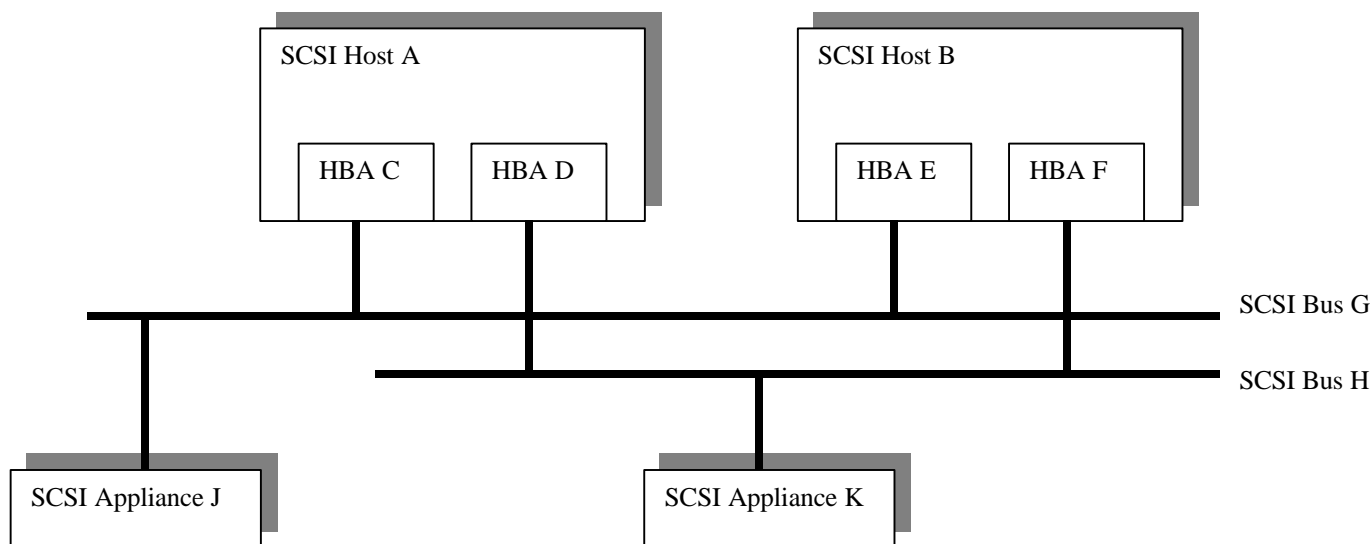 SCSI Host A
SCSI Host B
HBA C
HBA D
HBA E
HBA F
SCSI Bus G
SCSI Bus H
SCSI Appliance J
SCSI Appliance K